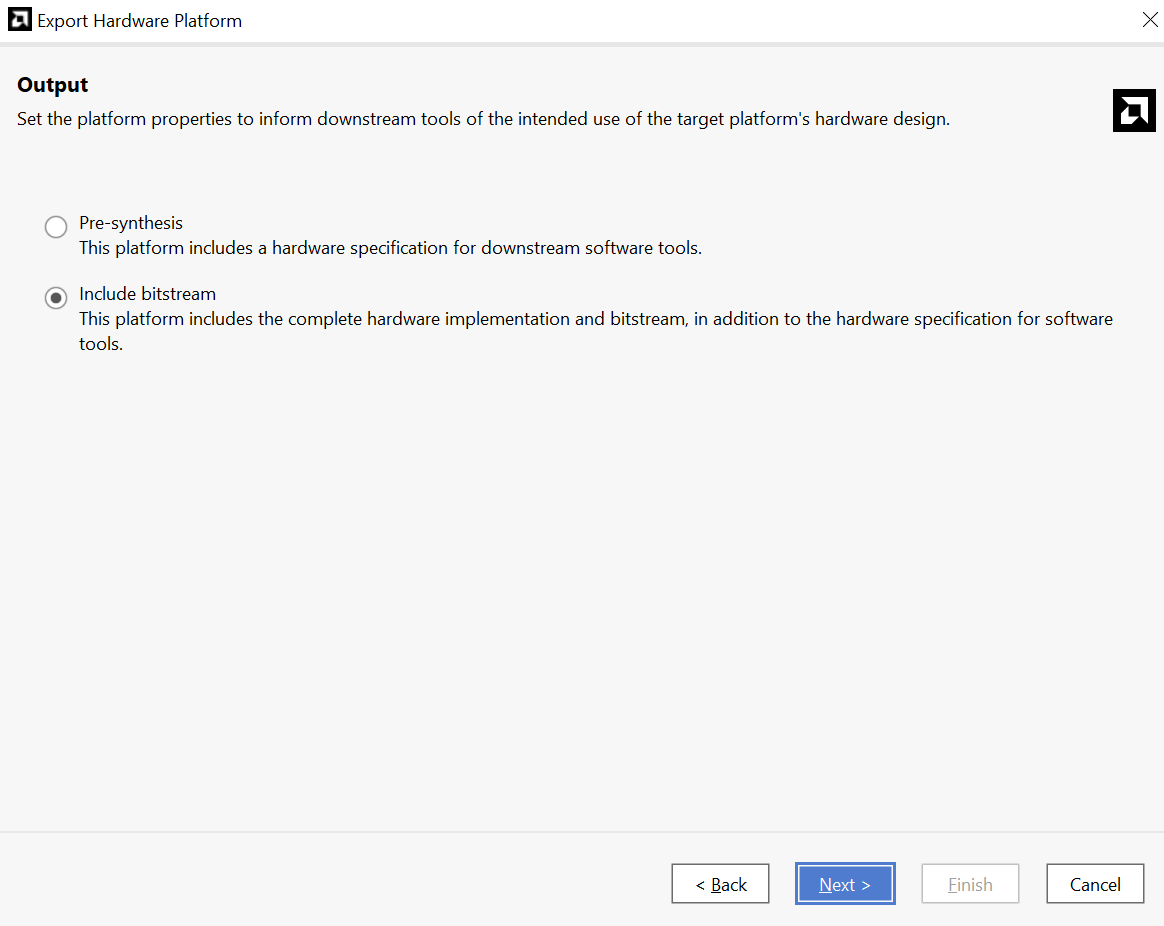 Export Hardware Platform
Output
Set the platform properties to inform downstream tools of the intended use of the target platform's hardware design.
Pre-synthesis
This platform includes a hardware specification for downstream software tools.
Include bitstream
This platform includes the complete hardware implementation and bitstream, in addition to the hardware specification for software
tools.
< Back
Next >
Finish
Cancel